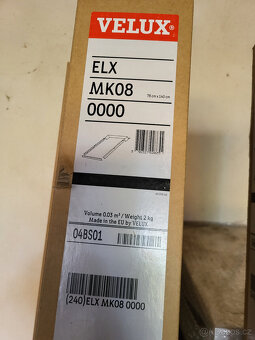 VELUX
ELX
MK08
78 cm x 140 cm
0000
Volume 0.03 m³ / Weight 2 kg
Made in the EU by VELUX
04BS01
(240)ELX MK08 0000